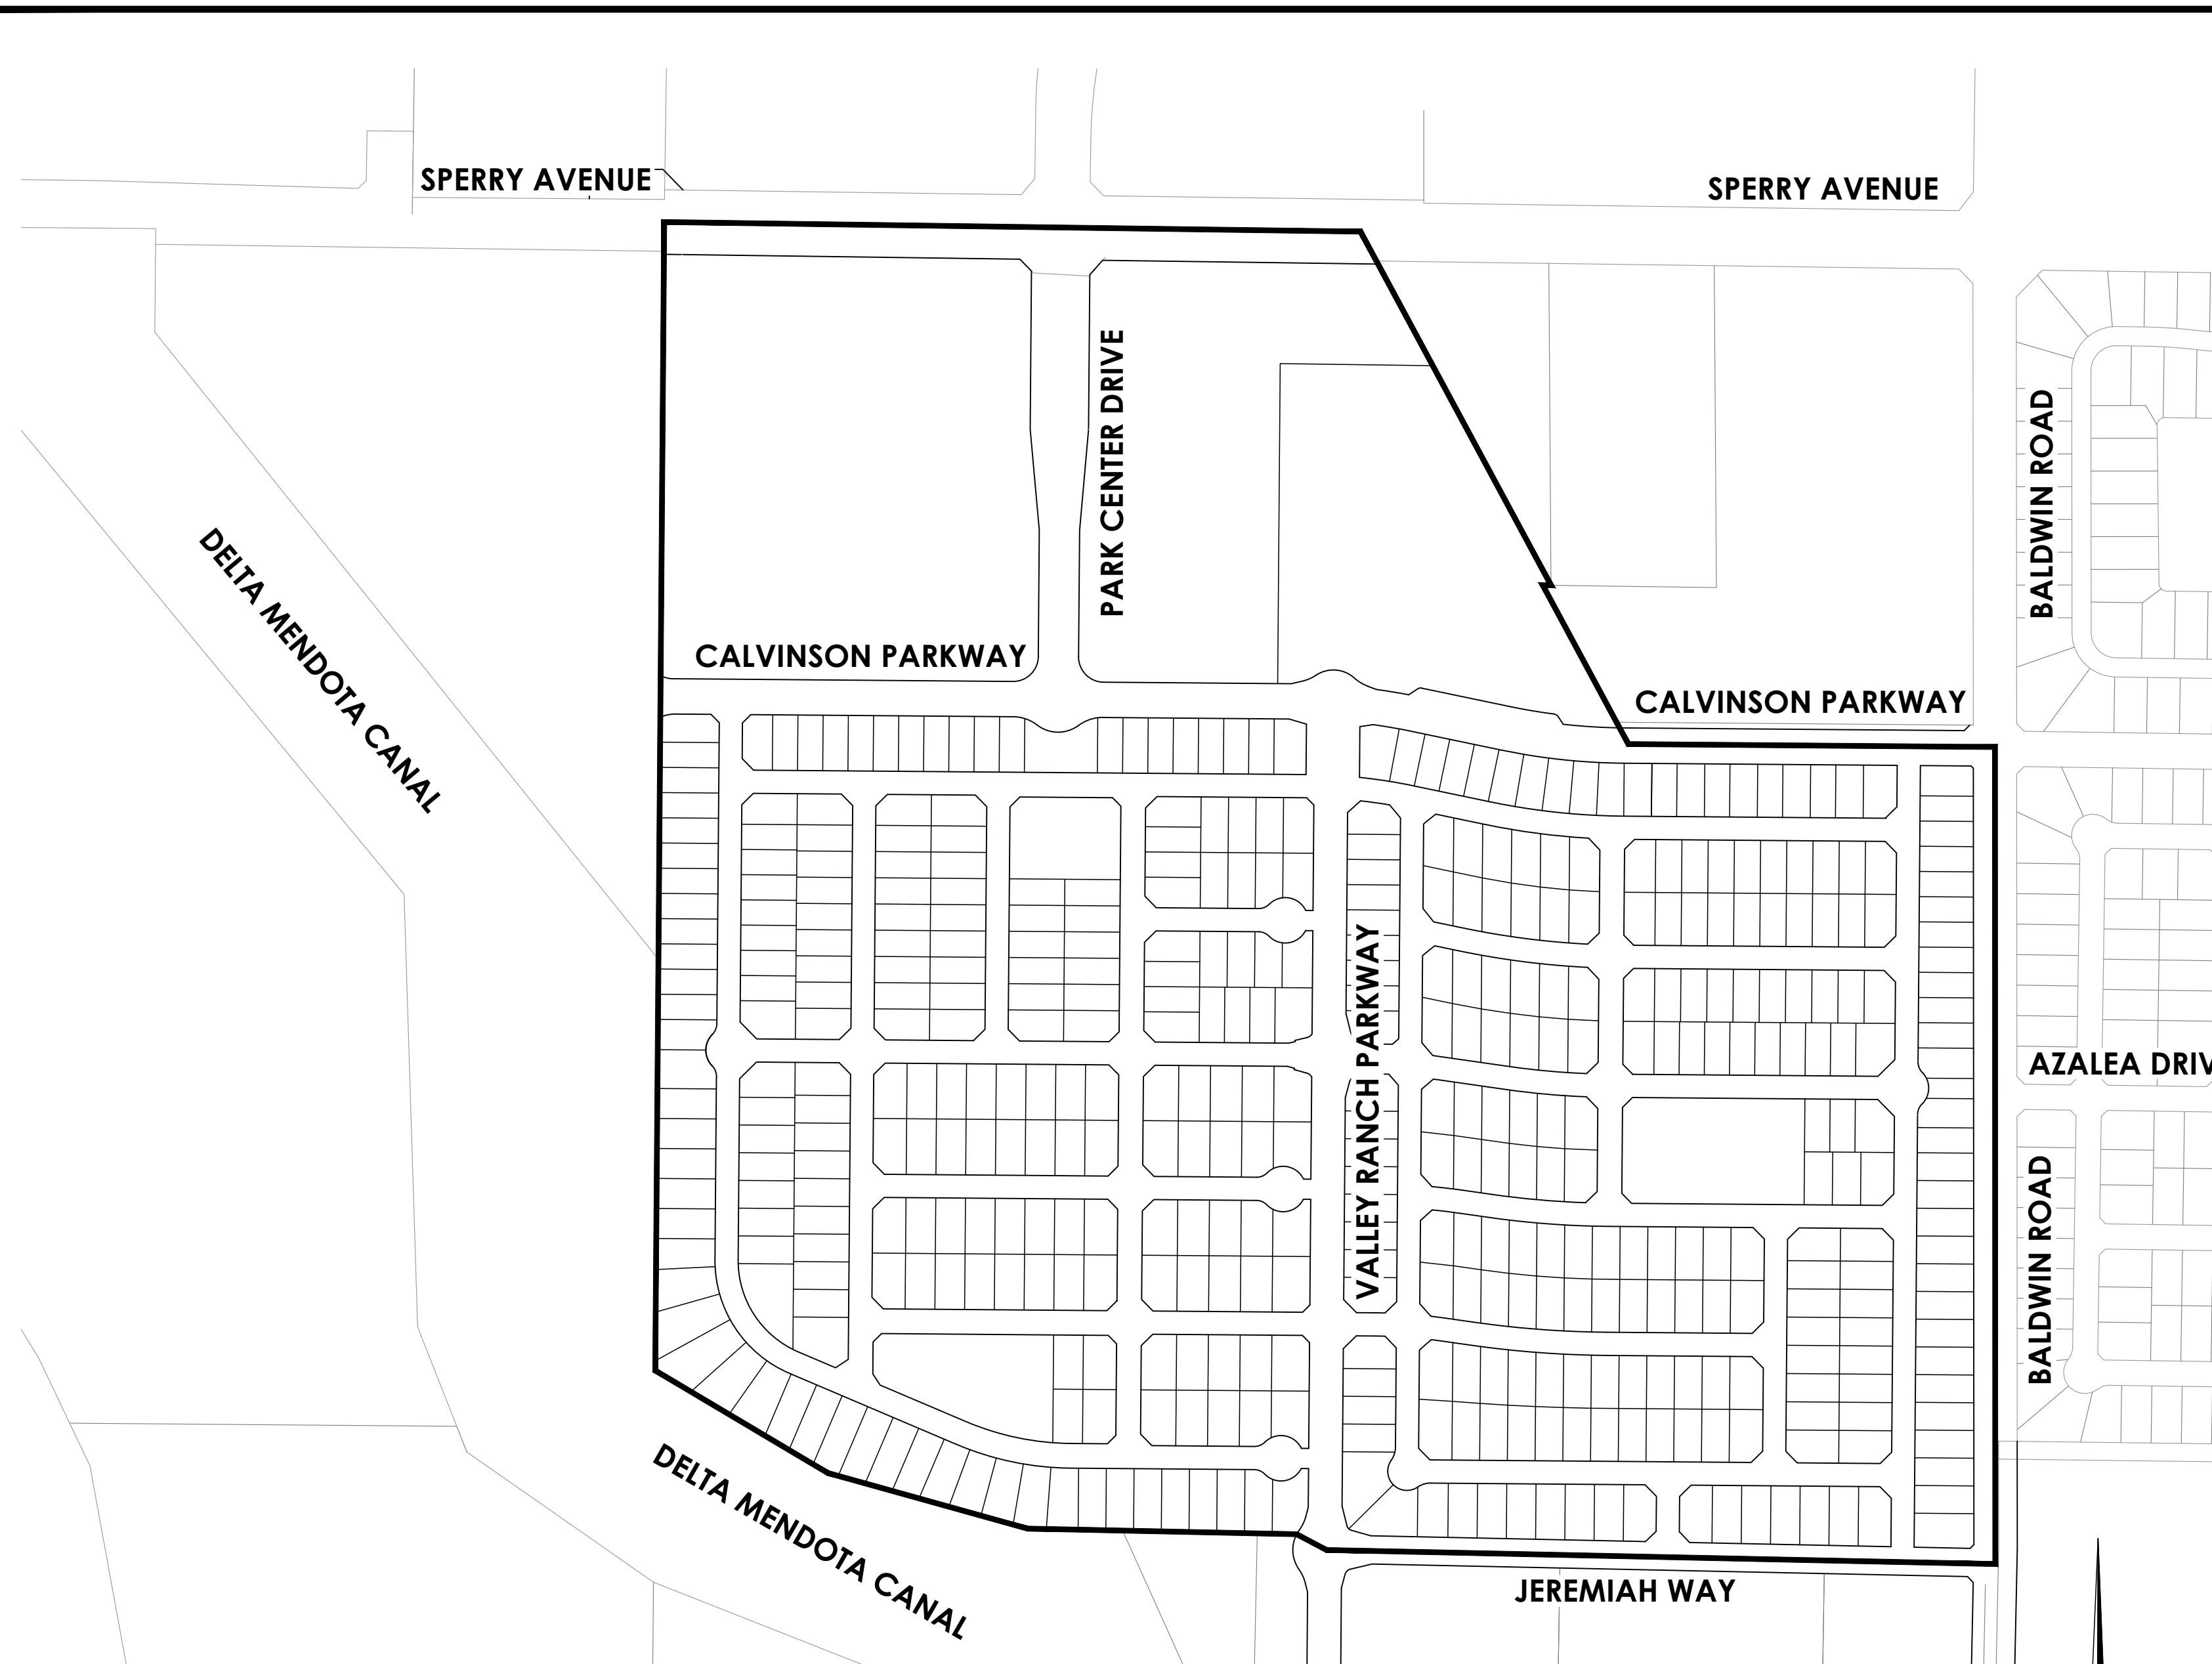 SPERRY AVENUE
SPERRY AVENUE
PARK CENTER DRIVE
BALDWIN ROAD
DELTA MENDOTA CANAL
CALVINSON PARKWAY
CALVINSON PARKWAY
VALLEY RANCH PARKWAY
AZALEA DRIV
BALDWIN ROAD
DELTA MENDOTA CANAL
JEREMIAH WAY